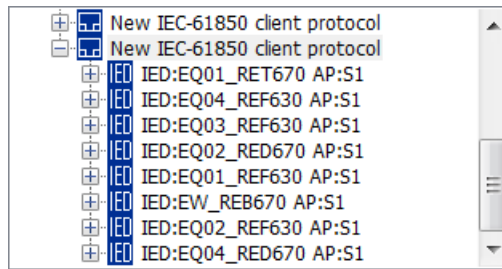 New IEC-61850 client protocol
New IEC-61850 client protocol
IED IED:EQ01_RET670 AP:S1
IED IED:EQ04_REF630 AP:S1
IED IED:EQ03_REF630 AP:S1
IED IED:EQ02_RED670 AP:S1
IED IED:EQ01_REF630 AP:S1
IED IED:EW_REB670 AP:S1
IED IED:EQ02_REF630 AP:S1
IED IED:EQ04_RED670 AP:S1